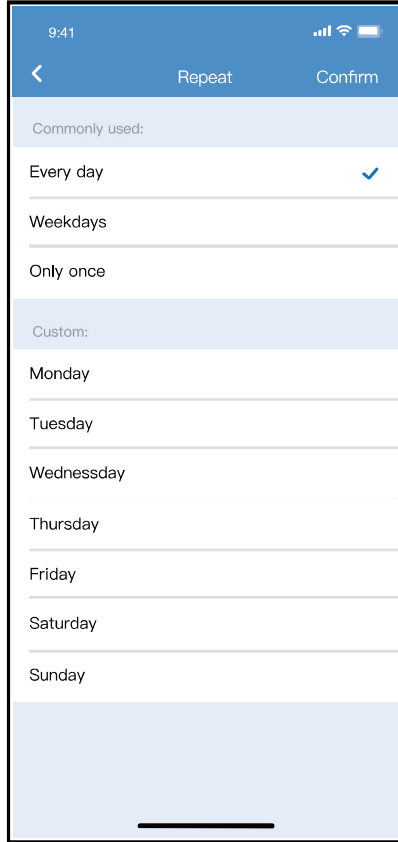 9:41
Repeat Confirm
Commonly used:
Every day
Weekdays
Only once
Custom:
Monday
Tuesday
Wednessday
Thursday
Friday
Saturday
Sunday